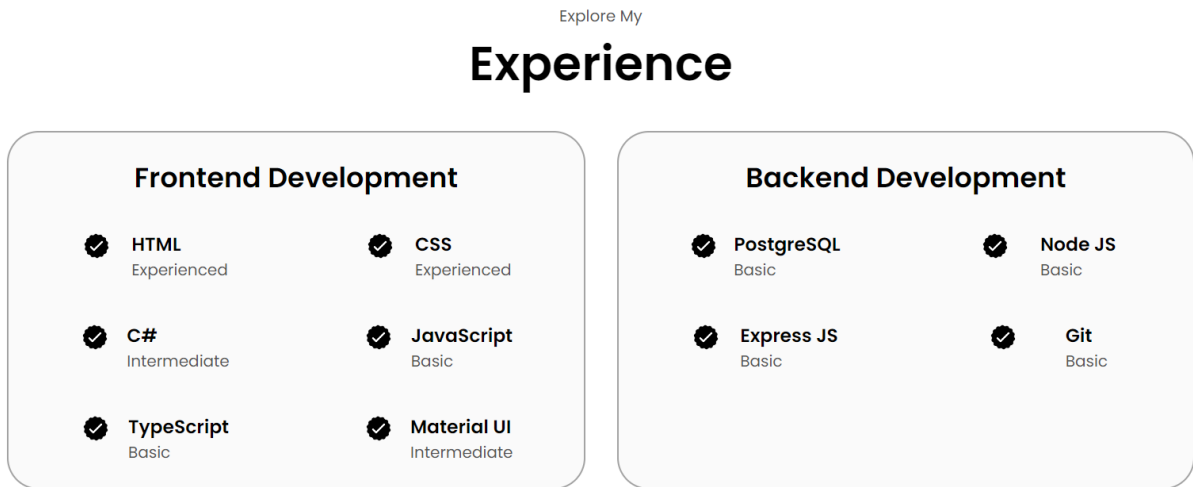 Explore My
Experience
Frontend Development
HTML
Experienced
CSS
Experienced
C#
Intermediate
JavaScript
Basic
TypeScript
Basic
Material UI
Intermediate
Backend Development
PostgreSQL
Basic
Node JS
Basic
Express JS
Basic
Git
Basic